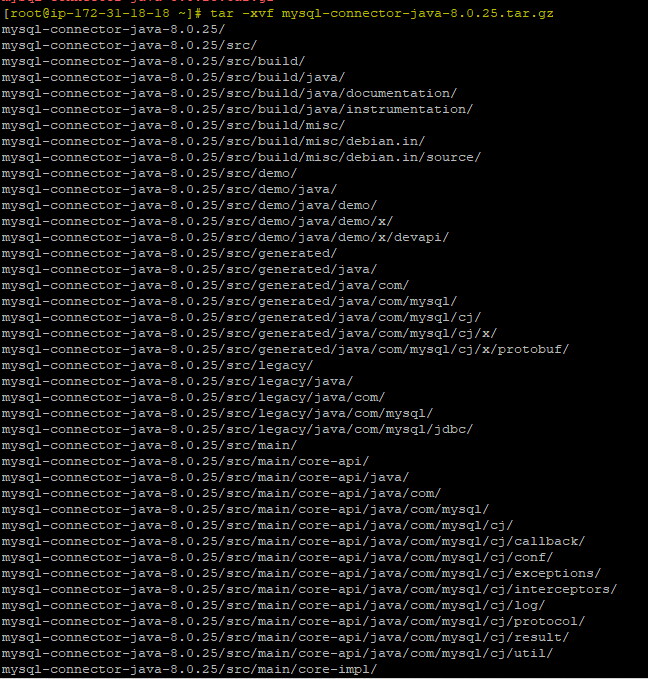 [root@ip-172-31-18-18 ~]# tar -xvf mysql-connector-java-8.0.25.tar.gz
mysql-connector-java-8.0.25/
mysql-connector-java-8.0.25/src/
mysql-connector-java-8.0.25/src/build/
mysql-connector-java-8.0.25/src/build/java/
mysql-connector-java-8.0.25/src/build/java/documentation/
mysql-connector-java-8.0.25/src/build/java/instrumentation/
mysql-connector-java-8.0.25/src/build/misc/
mysql-connector-java-8.0.25/src/build/misc/debian.in/
mysql-connector-java-8.0.25/src/build/misc/debian.in/source/
mysql-connector-java-8.0.25/src/demo/
mysql-connector-java-8.0.25/src/demo/java/
mysql-connector-java-8.0.25/src/demo/java/demo/
mysql-connector-java-8.0.25/src/demo/java/demo/x/
mysql-connector-java-8.0.25/src/demo/java/demo/x/devapi/
mysql-connector-java-8.0.25/src/generated/
mysql-connector-java-8.0.25/src/generated/java/
mysql-connector-java-8.0.25/src/generated/java/com/
mysql-connector-java-8.0.25/src/generated/java/com/mysql/
mysql-connector-java-8.0.25/src/generated/java/com/mysql/cj/
mysql-connector-java-8.0.25/src/generated/java/com/mysql/cj/x/
mysql-connector-java-8.0.25/src/generated/java/com/mysql/cj/x/protobuf/
mysql-connector-java-8.0.25/src/legacy/
mysql-connector-java-8.0.25/src/legacy/java/
mysql-connector-java-8.0.25/src/legacy/java/com/
mysql-connector-java-8.0.25/src/legacy/java/com/mysql/
mysql-connector-java-8.0.25/src/legacy/java/com/mysql/jdbc/
mysql-connector-java-8.0.25/src/main/
mysql-connector-java-8.0.25/src/main/core-api/
mysql-connector-java-8.0.25/src/main/core-api/java/
mysql-connector-java-8.0.25/src/main/core-api/java/com/
mysql-connector-java-8.0.25/src/main/core-api/java/com/mysql/
mysql-connector-java-8.0.25/src/main/core-api/java/com/mysql/cj/
mysql-connector-java-8.0.25/src/main/core-api/java/com/mysql/cj/callback/
mysql-connector-java-8.0.25/src/main/core-api/java/com/mysql/cj/conf/
mysql-connector-java-8.0.25/src/main/core-api/java/com/mysql/cj/exceptions/
mysql-connector-java-8.0.25/src/main/core-api/java/com/mysql/cj/interceptors/
mysql-connector-java-8.0.25/src/main/core-api/java/com/mysql/cj/log/
mysql-connector-java-8.0.25/src/main/core-api/java/com/mysql/cj/protocol/
mysql-connector-java-8.0.25/src/main/core-api/java/com/mysql/cj/result/
mysql-connector-java-8.0.25/src/main/core-api/java/com/mysql/cj/util/
mysql-connector-java-8.0.25/src/main/core-impl/